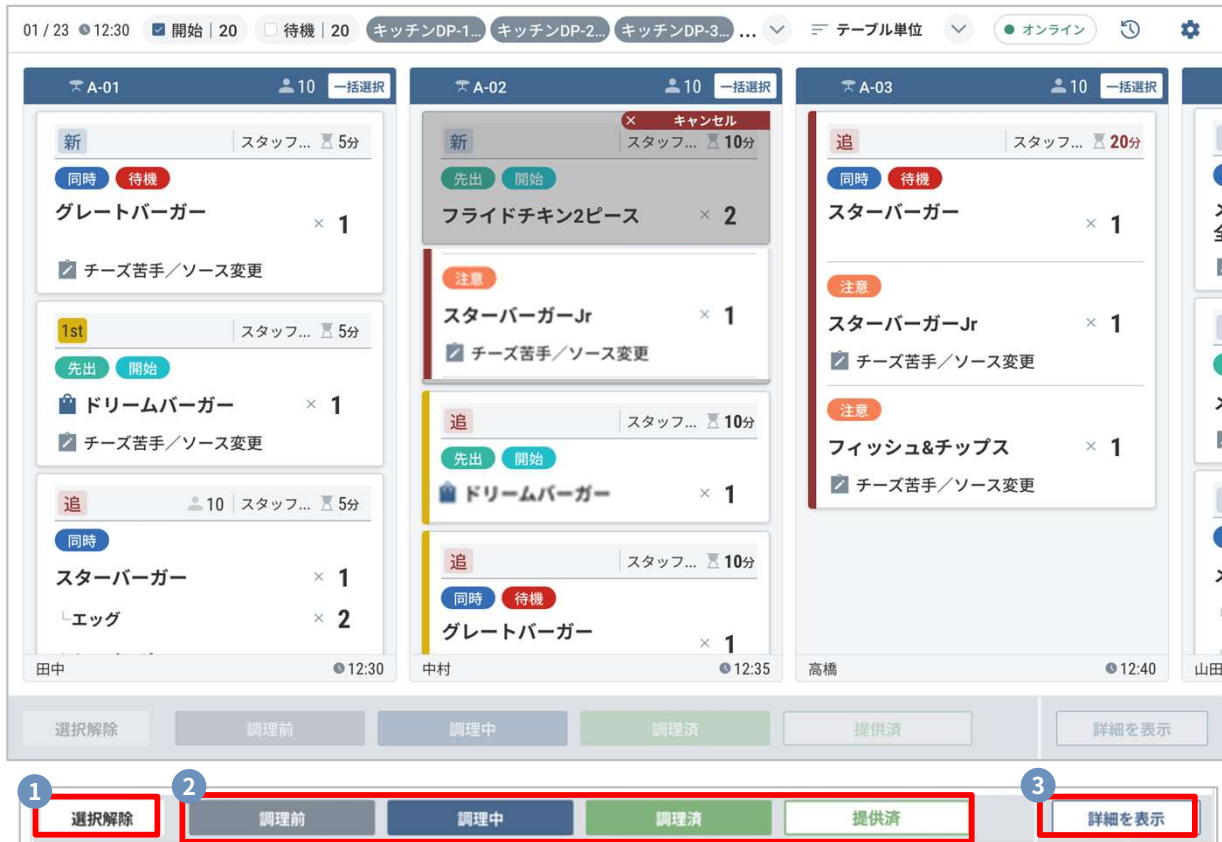 01 / 23 12:30 開始 | 20 待機 | 20 キッチンDP-1... キッチンDP-2... キッチンDP-3... ... テーブル単位 オンライン
A-01 10 一括選択
新 スタッフ... 5分
同時 待機
グレートバーガー × 1
チーズ苦手／ソース変更
1st スタッフ... 5分
先出 開始
ドリームバーガー × 1
チーズ苦手／ソース変更
追 10 スタッフ... 5分
同時
スターバーガー × 1
└エッグ × 2
田中 12:30
A-02 10 一括選択
× キャンセル
新 スタッフ... 10分
先出 開始
フライドチキン2ピース × 2
注意
スターバーガーJr × 1
チーズ苦手／ソース変更
追 スタッフ... 10分
先出 開始
ドリームバーガー × 1
追 スタッフ... 10分
同時 待機
グレートバーガー × 1
中村 12:35
A-03 10 一括選択
追 スタッフ... 20分
同時 待機
スターバーガー × 1
注意
スターバーガーJr × 1
チーズ苦手／ソース変更
注意
フィッシュ&チップス × 1
チーズ苦手／ソース変更
高橋 12:40
山田
選択解除 調理前 調理中 調理済 提供済 詳細を表示
1 2 3
選択解除 調理前 調理中 調理済 提供済 詳細を表示